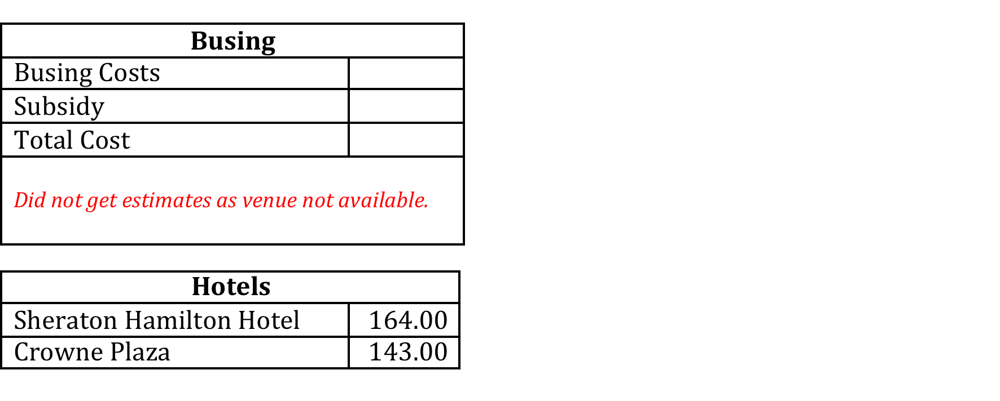 Busing
Busing Costs
Subsidy
Total Cost
Did not get estimates as venue not available.
Hotels
Sheraton Hamilton Hotel 164.00
Crowne Plaza 143.00